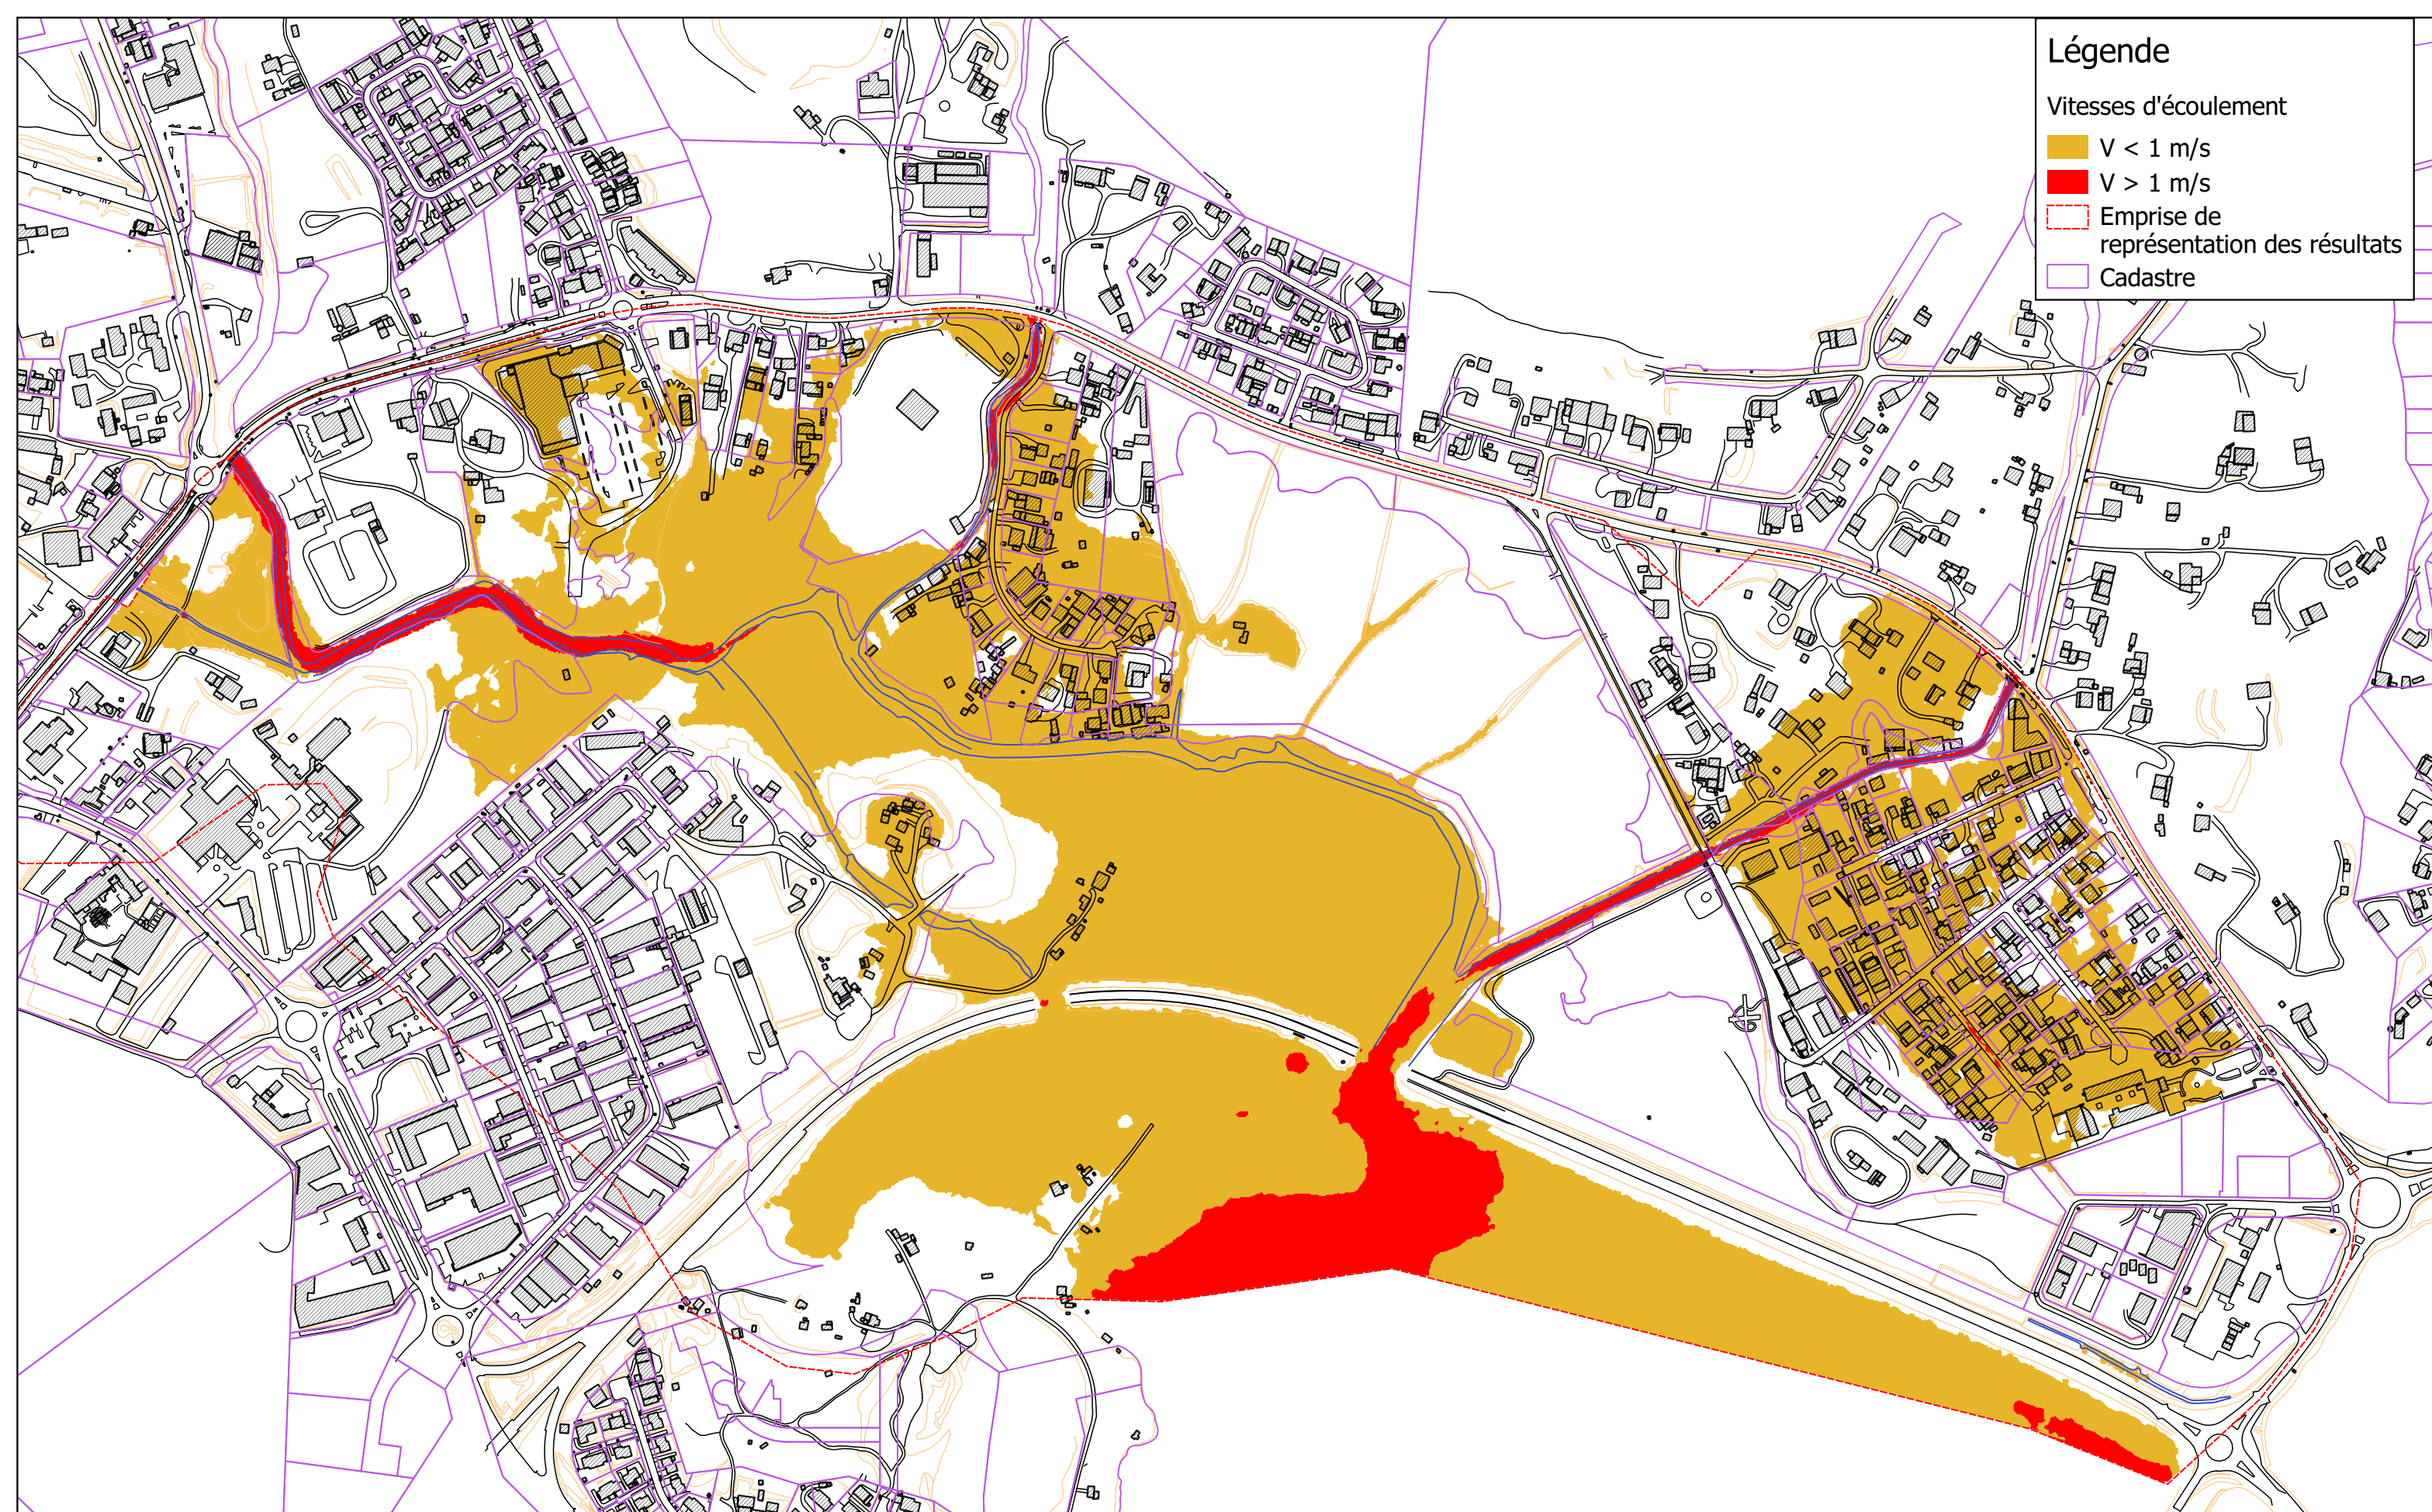 Légende
Vitesses d'écoulement
V < 1 m/s
V > 1 m/s
Emprise de
représentation des résultats
Cadastre